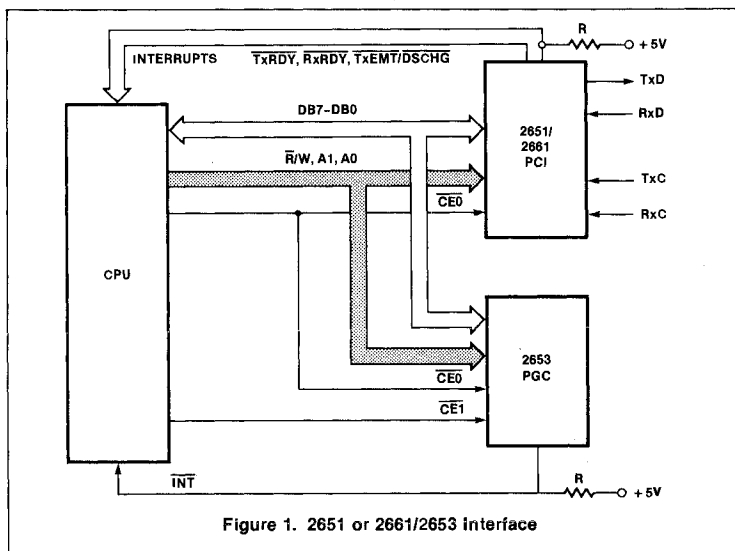 R
+5V
INTERRUPTS
TxRDY, RxRDY, TxEMT/DSCHG
TxD
DB7-DB0
RxD
2651/
2661
PCI
R/W, A1, A0
TxC
CE0
RxC
CPU
2653
PGC
CE0
CE1
INT
R
+5V
Figure 1. 2651 or 2661/2653 Interface